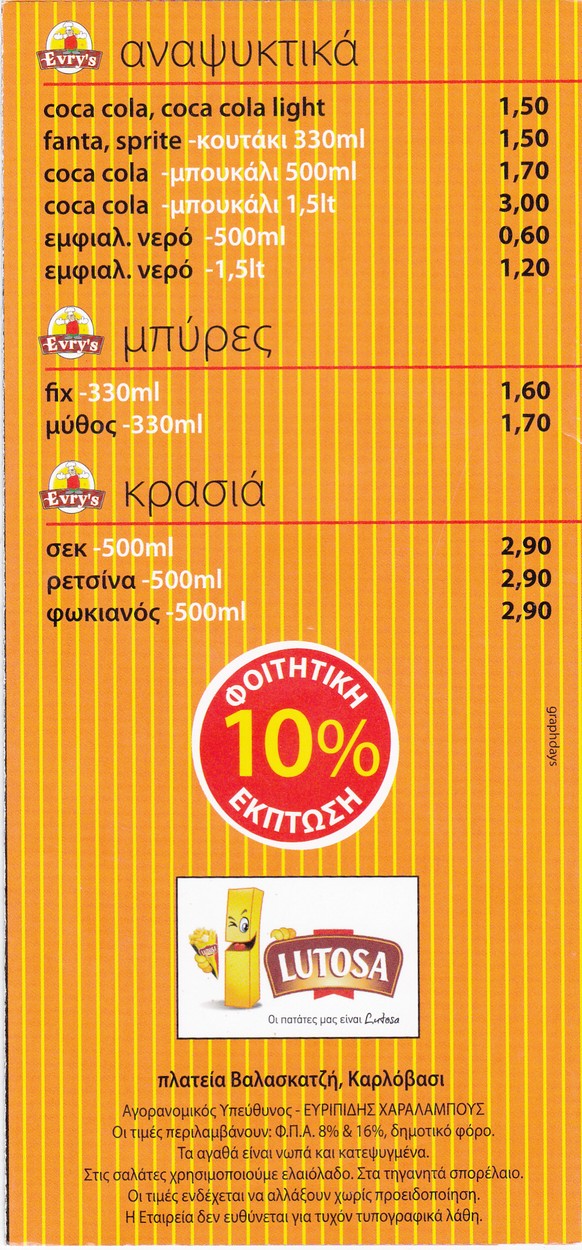 Evry's αναψυκτικά
coca cola, coca cola light 1,50
fanta, sprite -κουτάκι 330ml 1,50
coca cola -μπουκάλι 500ml 1,70
coca cola -μπουκάλι 1,5lt 3,00
εμφιαλ. νερό -500ml 0,60
εμφιαλ. νερό -1,5lt 1,20
Evry's μπύρες
fix -330ml 1,60
μύθος -330ml 1,70
Evry's κρασιά
σεκ -500ml 2,90
ρετσίνα -500ml 2,90
φωκιανός -500ml 2,90
ΦΟΙΤΗΤΙΚΗ
10%
ΕΚΠΤΩΣΗ
graphdays
LUTOSA
Οι πατάτες μας είναι Lutosa
πλατεία Βαλασκατζή, Καρλόβασι
Αγορανομικός Υπεύθυνος - ΕΥΡΙΠΙΔΗΣ ΧΑΡΑΛΑΜΠΟΥΣ
Οι τιμές περιλαμβάνουν: Φ.Π.Α. 8% & 16%, δημοτικό φόρο.
Τα αγαθά είναι νωπά και κατεψυγμένα.
Στις σαλάτες χρησιμοποιούμε ελαιόλαδο. Στα τηγανητά σπορέλαιο.
Οι τιμές ενδέχεται να αλλάξουν χωρίς προειδοποίηση.
Η Εταιρεία δεν ευθύνεται για τυχόν τυπογραφικά λάθη.